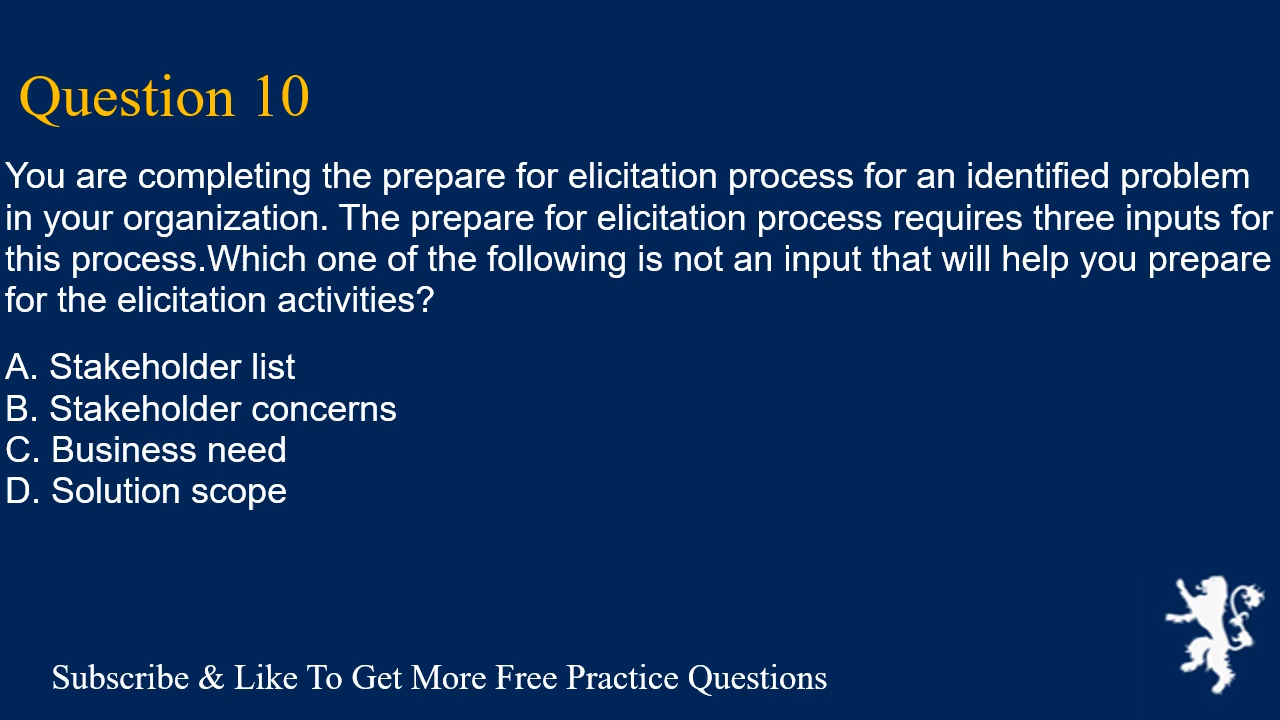 Question 10
You are completing the prepare for elicitation process for an identified problem
in your organization. The prepare for elicitation process requires three inputs for
this process.Which one of the following is not an input that will help you prepare
for the elicitation activities?
A. Stakeholder list
B. Stakeholder concerns
C. Business need
D. Solution scope
Subscribe & Like To Get More Free Practice Questions